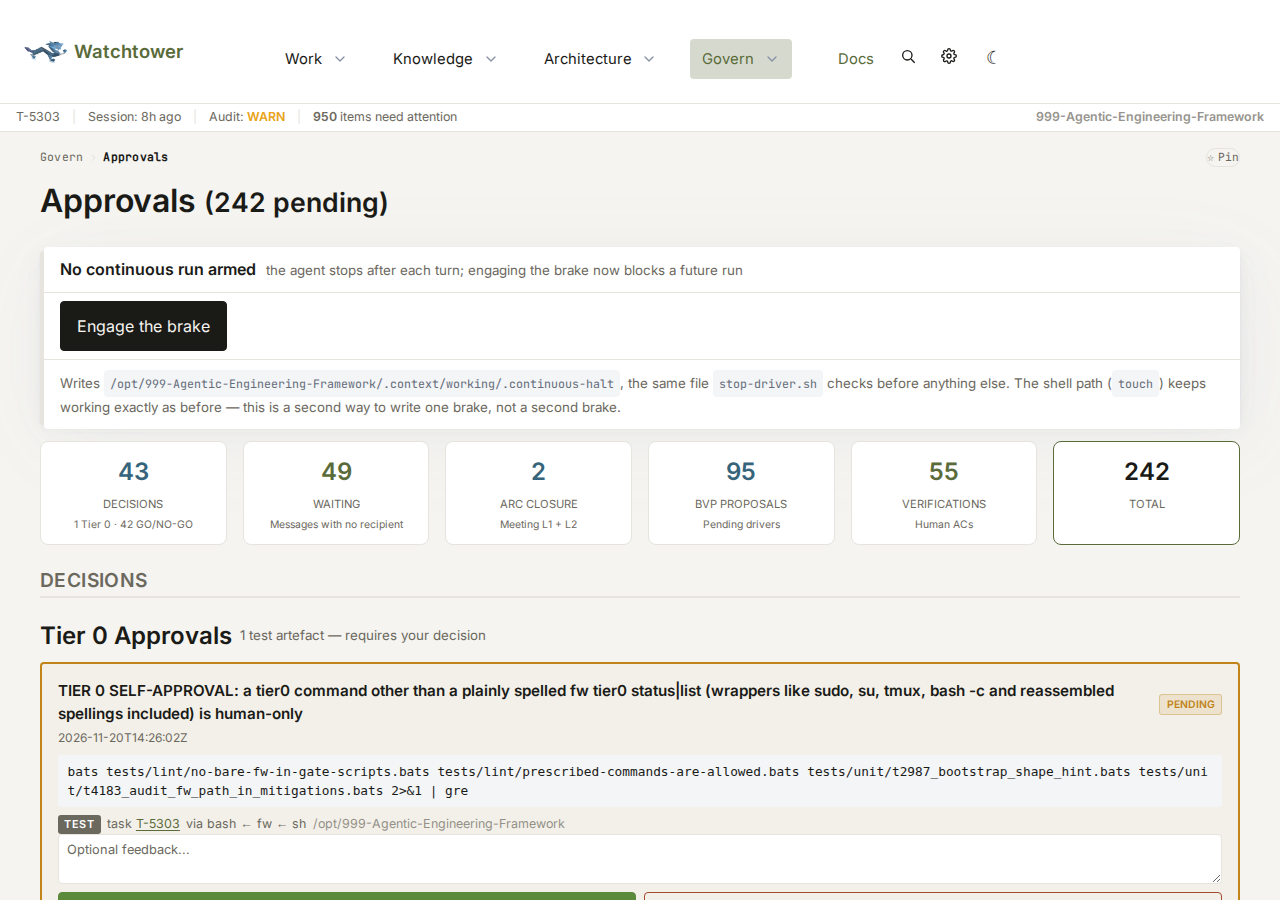 Watchtower
Work
Knowledge
Architecture
Govern
Docs
T-5303
Session: 8h ago
Audit: WARN
950 items need attention
999-Agentic-Engineering-Framework
Govern › Approvals
☆ Pin
Approvals (242 pending)
No continuous run armed the agent stops after each turn; engaging the brake now blocks a future run
Engage the brake
Writes /opt/999-Agentic-Engineering-Framework/.context/working/.continuous-halt, the same file stop-driver.sh checks before anything else. The shell path (touch) keeps
working exactly as before — this is a second way to write one brake, not a second brake.
43
DECISIONS
1 Tier 0 · 42 GO/NO-GO
49
WAITING
Messages with no recipient
2
ARC CLOSURE
Meeting L1 + L2
95
BVP PROPOSALS
Pending drivers
55
VERIFICATIONS
Human ACs
242
TOTAL
DECISIONS
Tier 0 Approvals 1 test artefact — requires your decision
TIER 0 SELF-APPROVAL: a tier0 command other than a plainly spelled fw tier0 status|list (wrappers like sudo, su, tmux, bash -c and reassembled
spellings included) is human-only
PENDING
2026-11-20T14:26:02Z
bats tests/lint/no-bare-fw-in-gate-scripts.bats tests/lint/prescribed-commands-are-allowed.bats tests/unit/t2987_bootstrap_shape_hint.bats tests/uni
t/t4183_audit_fw_path_in_mitigations.bats 2>&1 | gre
TEST task T-5303 via bash ← fw ← sh /opt/999-Agentic-Engineering-Framework
Optional feedback...